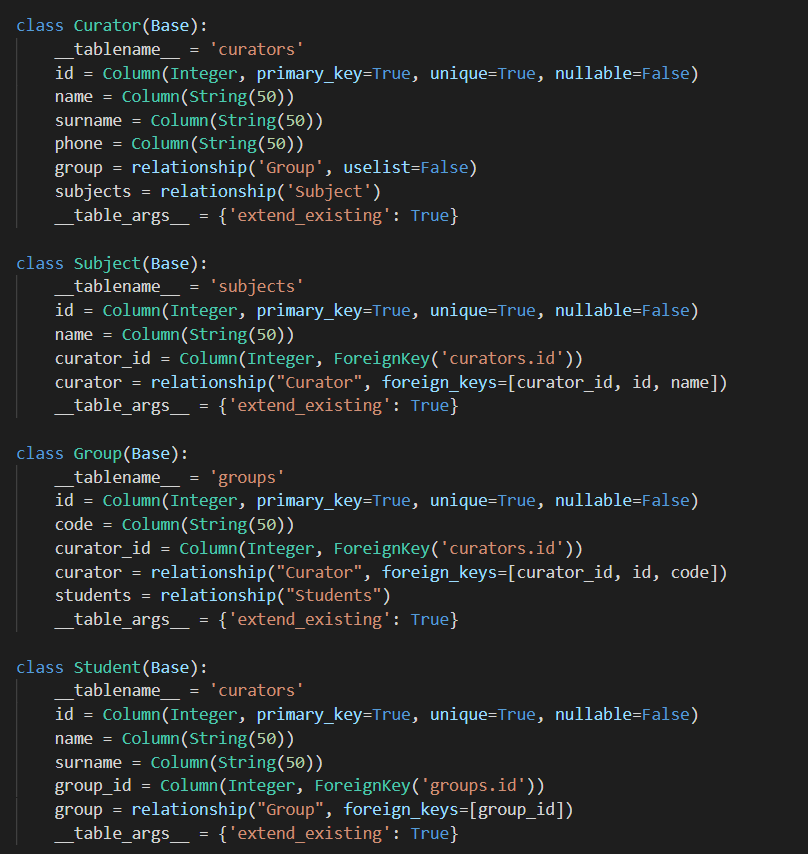 class Curator(Base):
    __tablename__ = 'curators'
    id = Column(Integer, primary_key=True, unique=True, nullable=False)
    name = Column(String(50))
    surname = Column(String(50))
    phone = Column(String(50))
    group = relationship('Group', uselist=False)
    subjects = relationship('Subject')
    __table_args__ = {'extend_existing': True}

class Subject(Base):
    __tablename__ = 'subjects'
    id = Column(Integer, primary_key=True, unique=True, nullable=False)
    name = Column(String(50))
    curator_id = Column(Integer, ForeignKey('curators.id'))
    curator = relationship("Curator", foreign_keys=[curator_id, id, name])
    __table_args__ = {'extend_existing': True}

class Group(Base):
    __tablename__ = 'groups'
    id = Column(Integer, primary_key=True, unique=True, nullable=False)
    code = Column(String(50))
    curator_id = Column(Integer, ForeignKey('curators.id'))
    curator = relationship("Curator", foreign_keys=[curator_id, id, code])
    students = relationship("Students")
    __table_args__ = {'extend_existing': True}

class Student(Base):
    __tablename__ = 'curators'
    id = Column(Integer, primary_key=True, unique=True, nullable=False)
    name = Column(String(50))
    surname = Column(String(50))
    group_id = Column(Integer, ForeignKey('groups.id'))
    group = relationship("Group", foreign_keys=[group_id])
    __table_args__ = {'extend_existing': True}